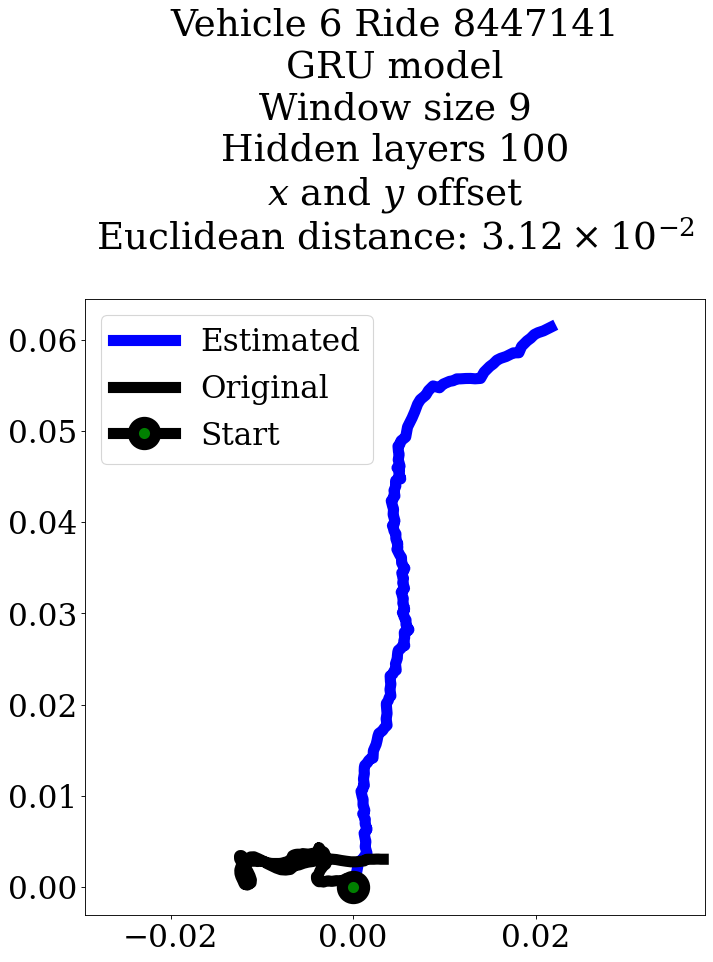 Vehicle 6 Ride 8447141
GRU model
Window size 9
Hidden layers 100
x and y offset
Euclidean distance: 3.12 × 10⁻²
Estimated
Original
Start
0.06
0.05
0.04
0.03
0.02
0.01
0.00
−0.02 0.00 0.02